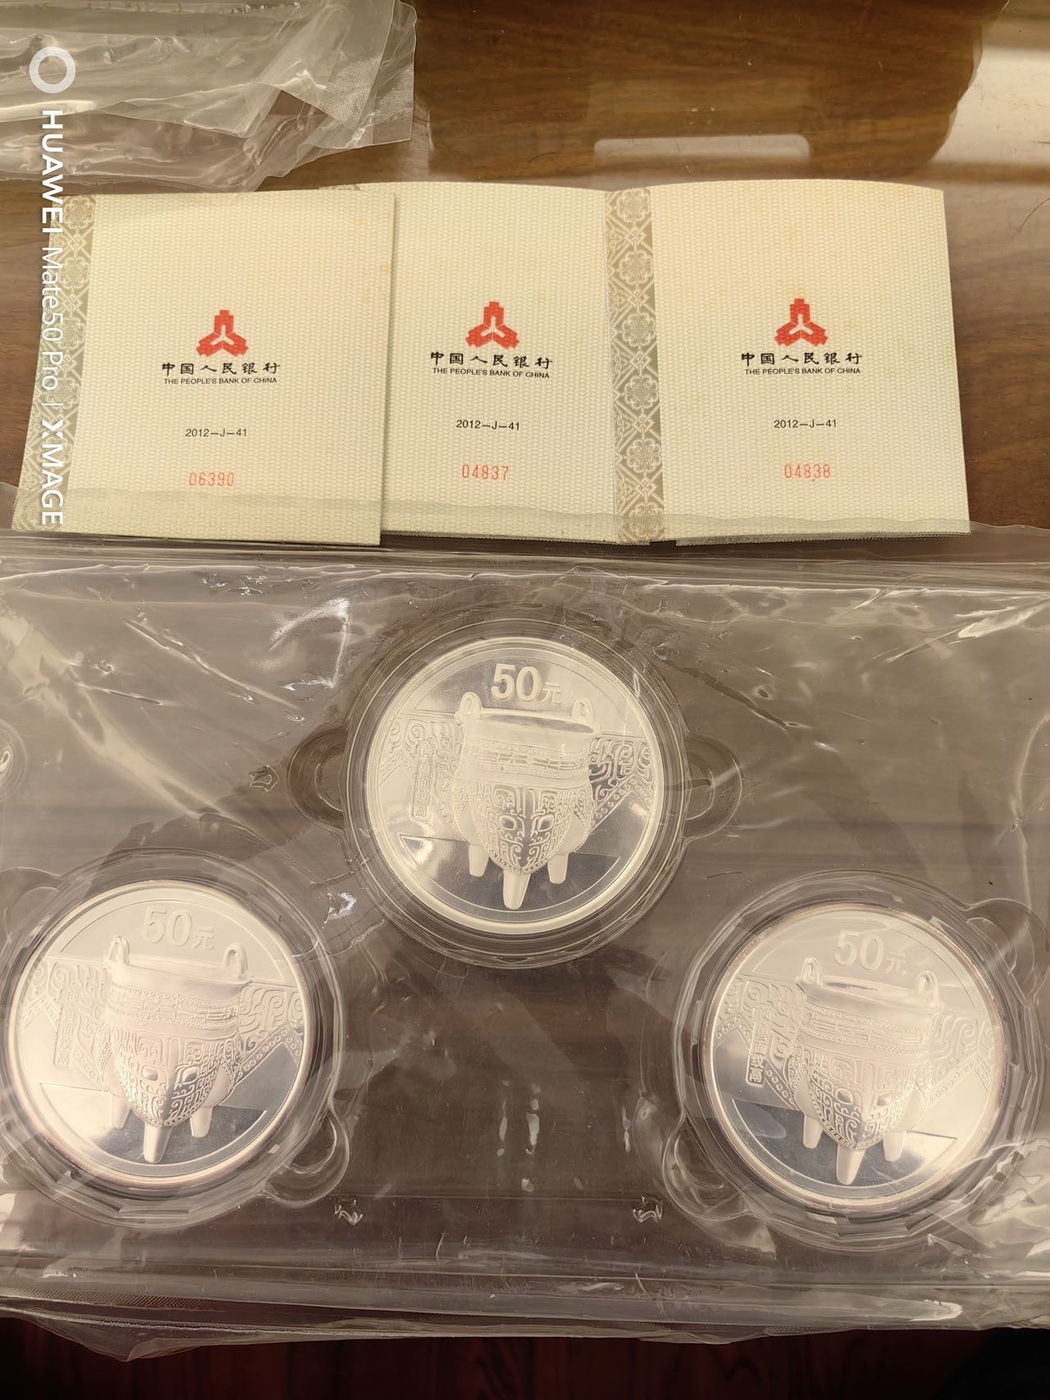 HUAWEI Mate50 Pro | XMAGE
中国人民银行
THE PEOPLE'S BANK OF CHINA
2012-J-41
06390
中国人民银行
THE PEOPLE'S BANK OF CHINA
2012-J-41
04837
中国人民银行
THE PEOPLE'S BANK OF CHINA
2012-J-41
04838
50元
50元
50元